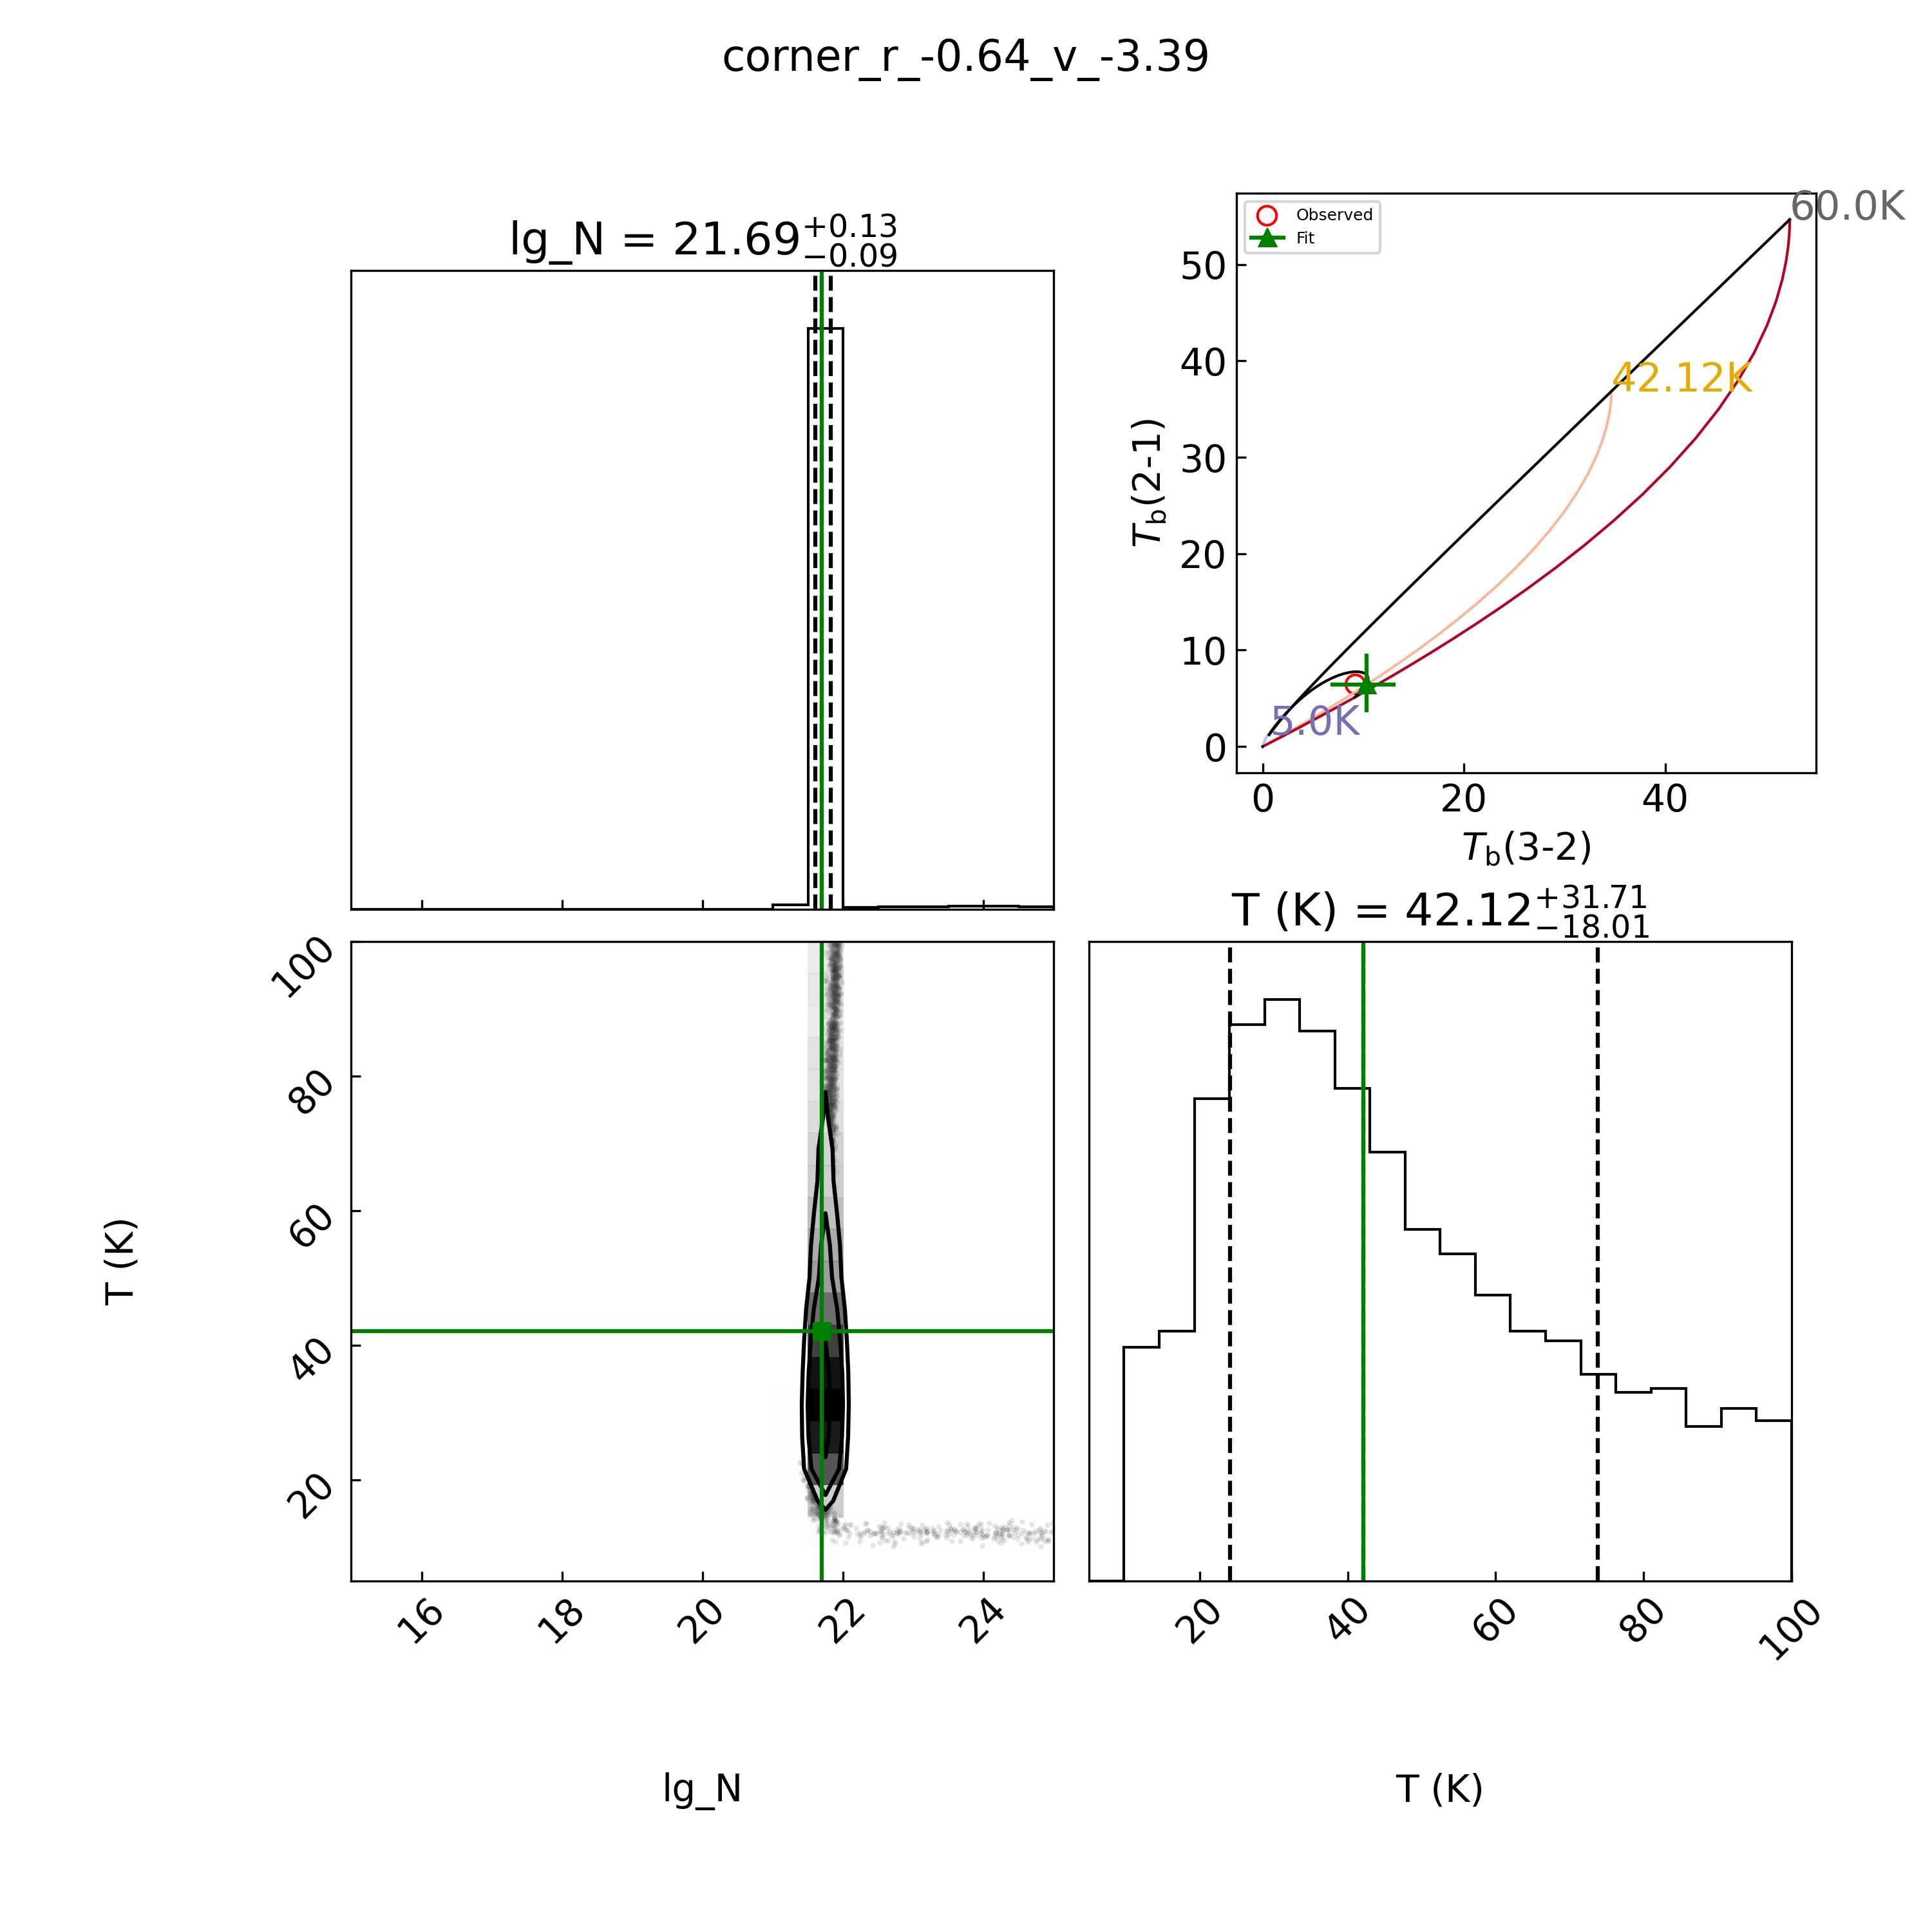 corner_r_-0.64_v_-3.39
lg_N = 21.69 +0.13 −0.09
Observed
Fit
60.0K
42.12K
5.0K
50
40
30
20
10
0
T_b(2-1)
0 20 40
T_b(3-2)
T (K) = 42.12 +31.71 −18.01
100
80
60
40
20
T (K)
16 18 20 22 24
lg_N
20 40 60 80 100
T (K)